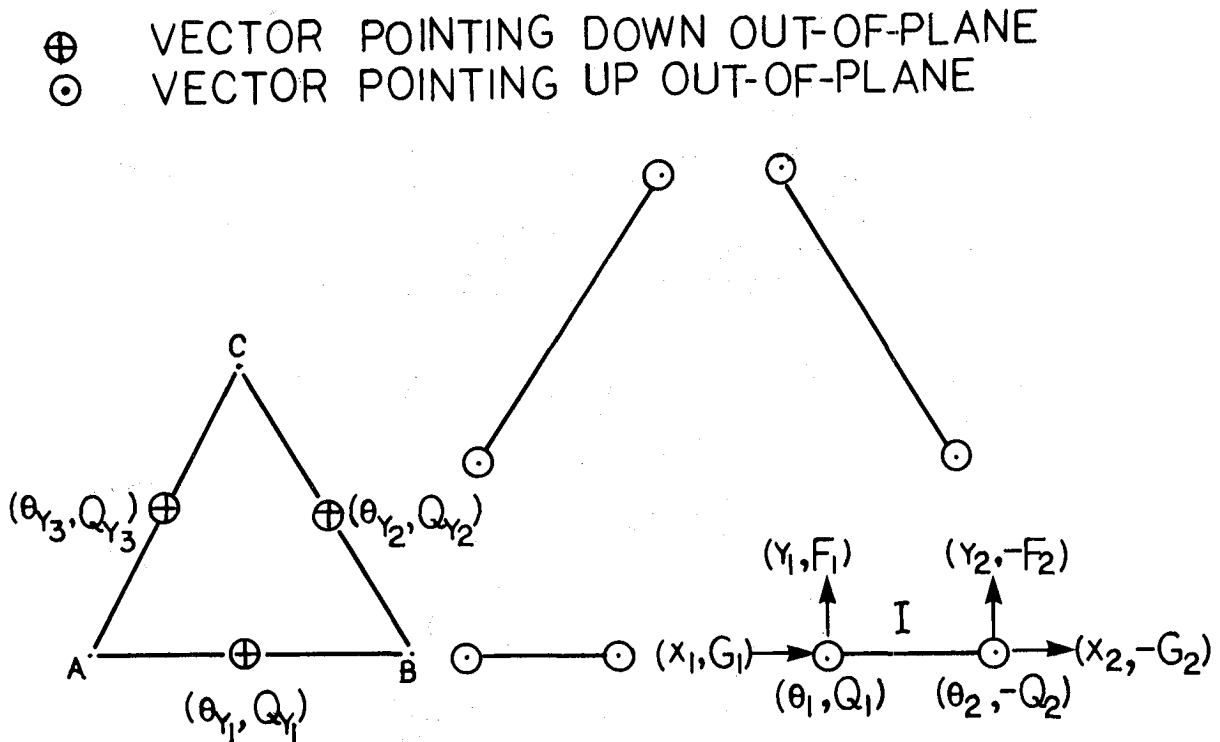 ⊕ VECTOR POINTING DOWN OUT-OF-PLANE
⊙ VECTOR POINTING UP OUT-OF-PLANE
C
(θY3, QY3)
(θY2, QY2)
A
B
(θY1, QY1)
(Y1, F1)
(Y2, -F2)
I
(X1, G1)
(X2, -G2)
(θ1, Q1)
(θ2, -Q2)